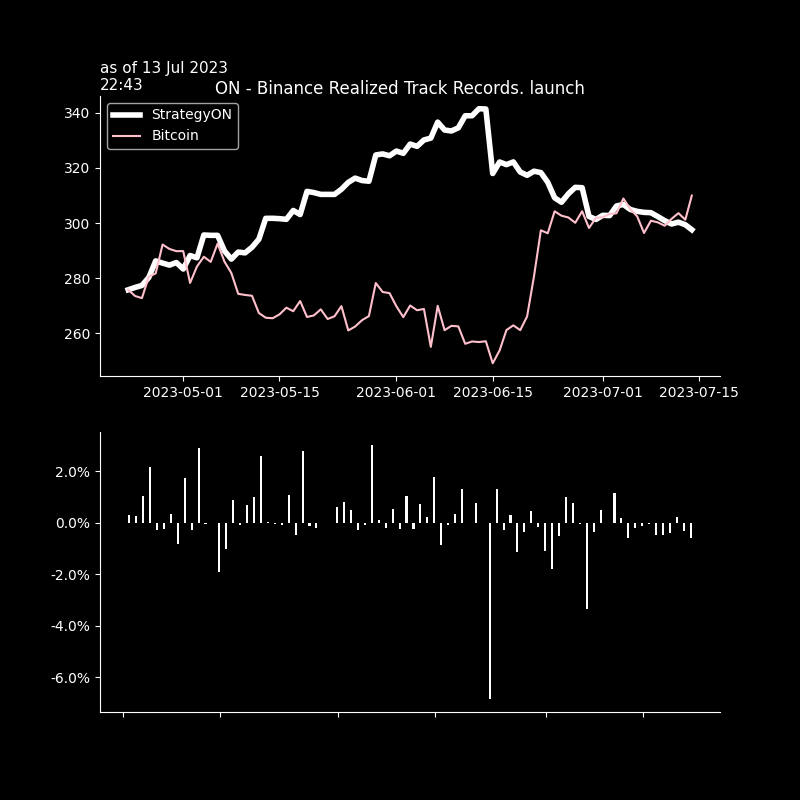 as of 13 Jul 2023
22:43
ON - Binance Realized Track Records. launch
StrategyON
Bitcoin
340
320
300
280
260
2023-05-01 2023-05-15 2023-06-01 2023-06-15 2023-07-01 2023-07-15
2.0%
0.0%
-2.0%
-4.0%
-6.0%